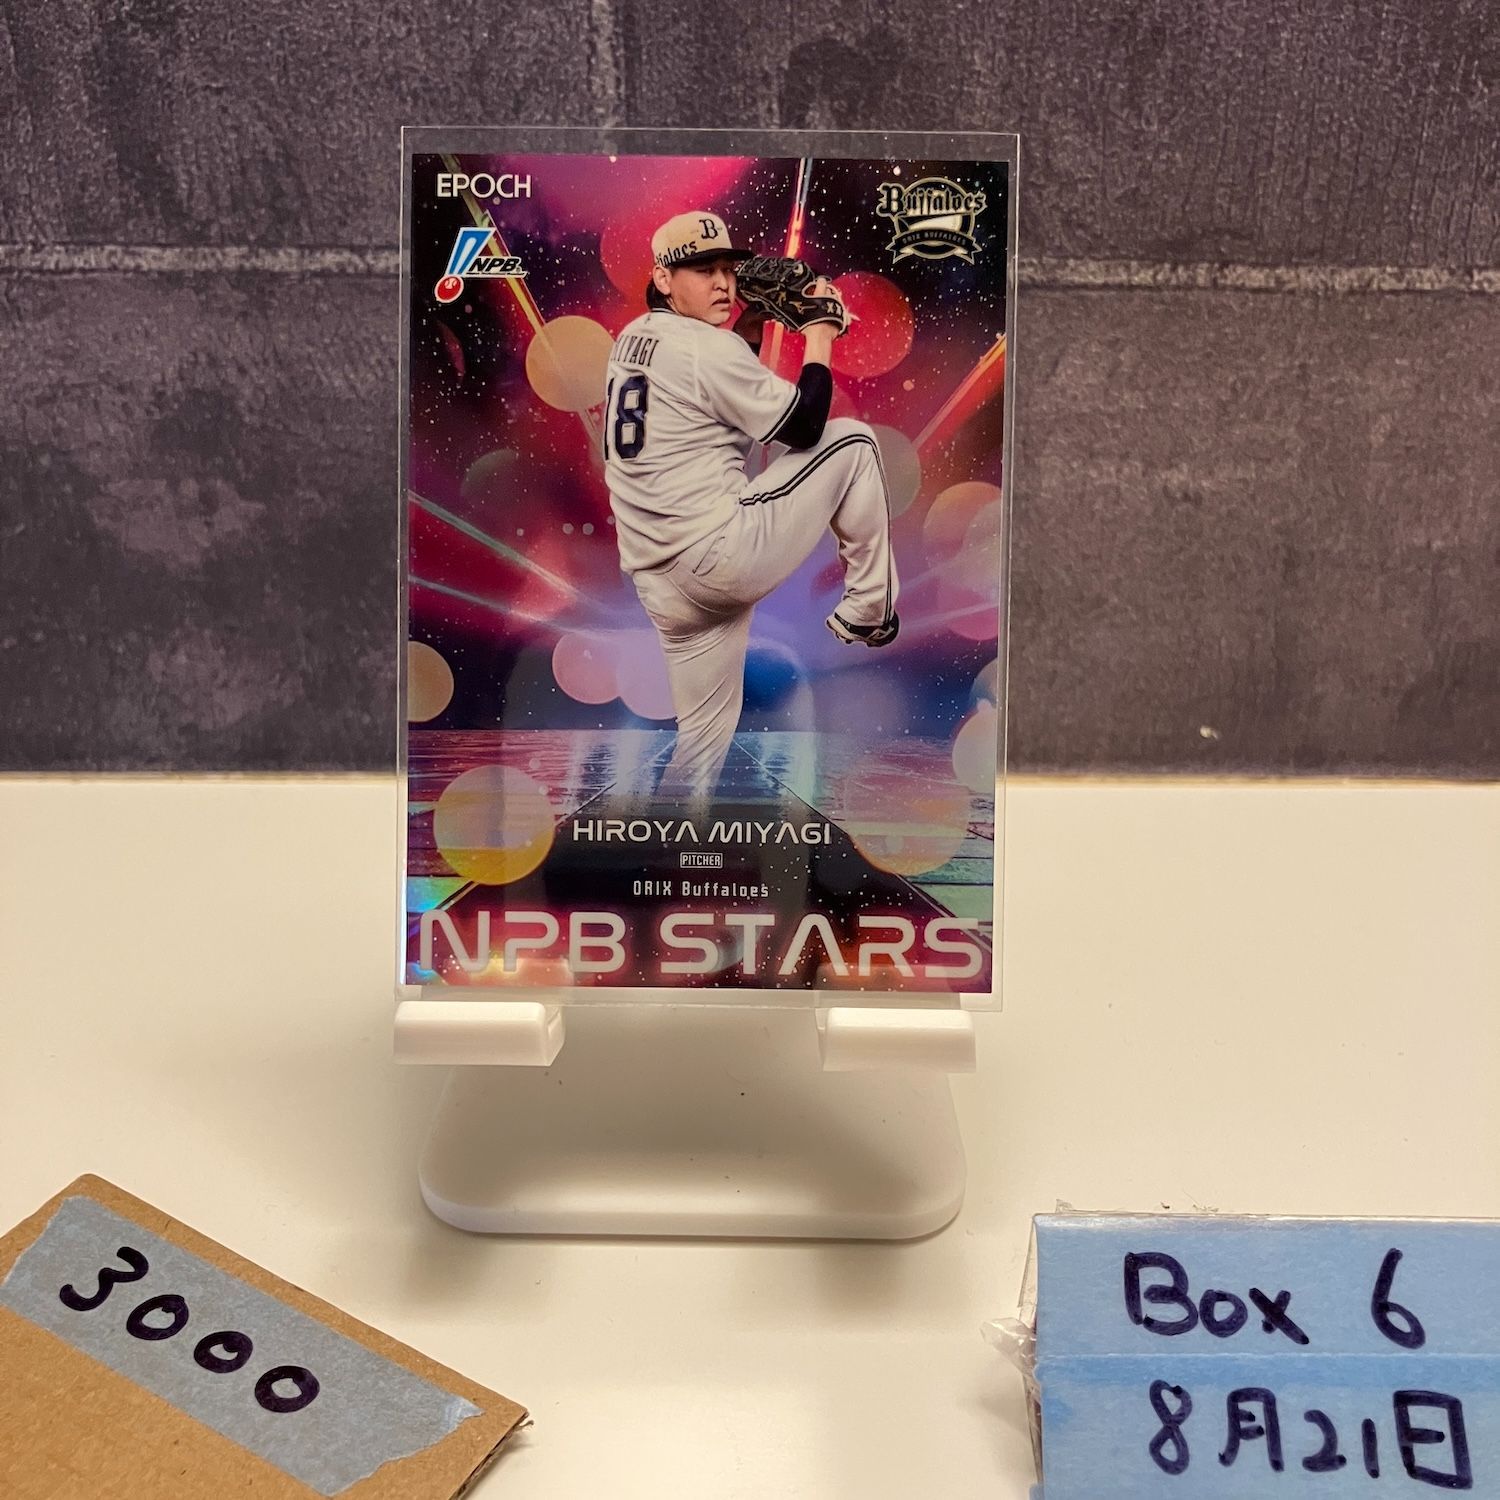 EPOCH
NPB
Buffaloes
ORIX BUFFALOES
B
MIYAGI
18
HIROYA MIYAGI
PITCHER
ORIX Buffaloes
NPB STARS
3000
Box 6
8月21日